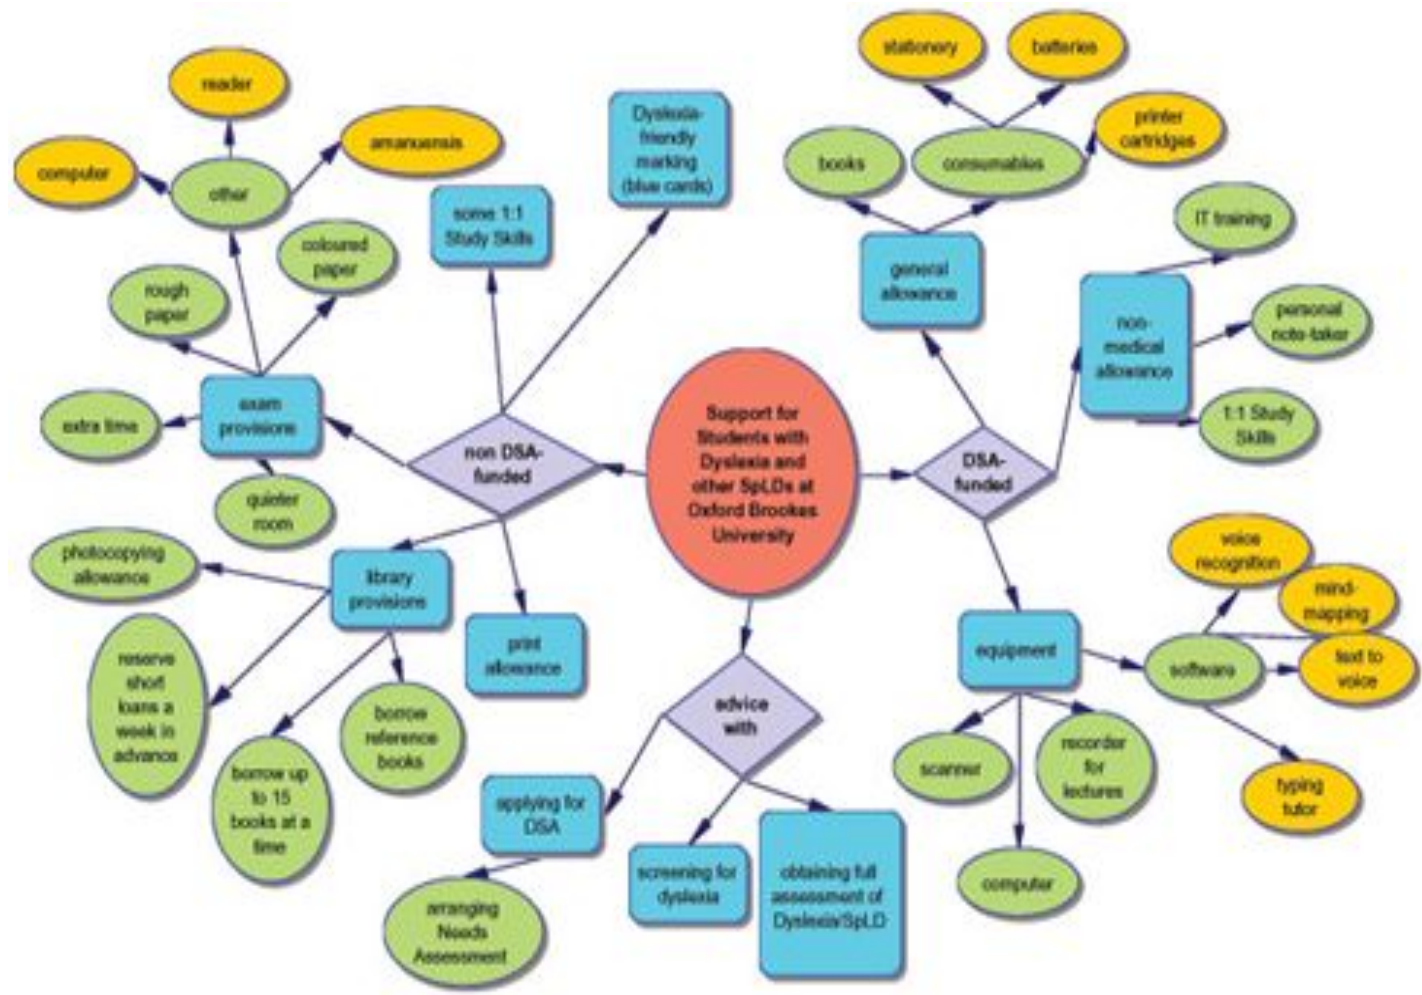 stationery
batteries
reader
printer
cartridges
Dyslexia-
friendly
marking
(blue cards)
amanuensis
books
consumables
computer
other
some 1:1
Study Skills
IT training
coloured
paper
general
allowance
rough
paper
personal
note-taker
non-
medical
allowance
exam
provisions
extra time
1:1 Study
Skills
Support for
Students with
Dyslexia and
other SpLDs at
Oxford Brookes
University
non DSA-
funded
DSA-
funded
quieter
room
voice
recognition
photocopying
allowance
library
provisions
mind-
mapping
print
allowance
equipment
software
text to
voice
reserve
short
loans a
week in
advance
advice
with
borrow
reference
books
scanner
recorder
for
lectures
typing
tutor
borrow up
to 15
books at a
time
applying for
DSA
screening for
dyslexia
obtaining full
assessment of
Dyslexia/SpLD
computer
arranging
Needs
Assessment